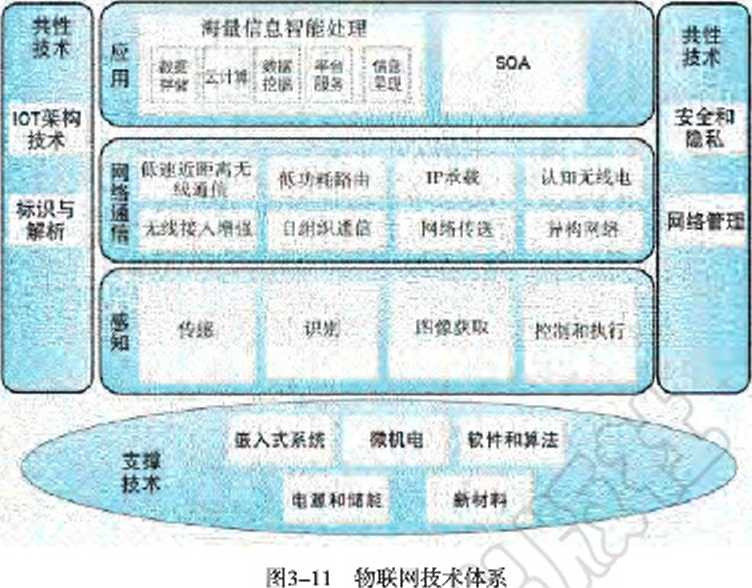 共性
技术
IOT架构
技术
标识与
解析
应
用
海量信息智能处理
数据
存储
云计算
数据
挖掘
平台
服务
信息
呈现
SOA
网
络
通
信
低速近距离无
线通信
低功耗路由
IP承载
认知无线电
无线接入增强
自组织通信
网络传送
异构网络
感
知
传感
识别
图像获取
控制和执行
共性
技术
安全和
隐私
网络管理
支撑
技术
嵌入式系统
微机电
软件和算法
电源和储能
新材料
图3-11 物联网技术体系